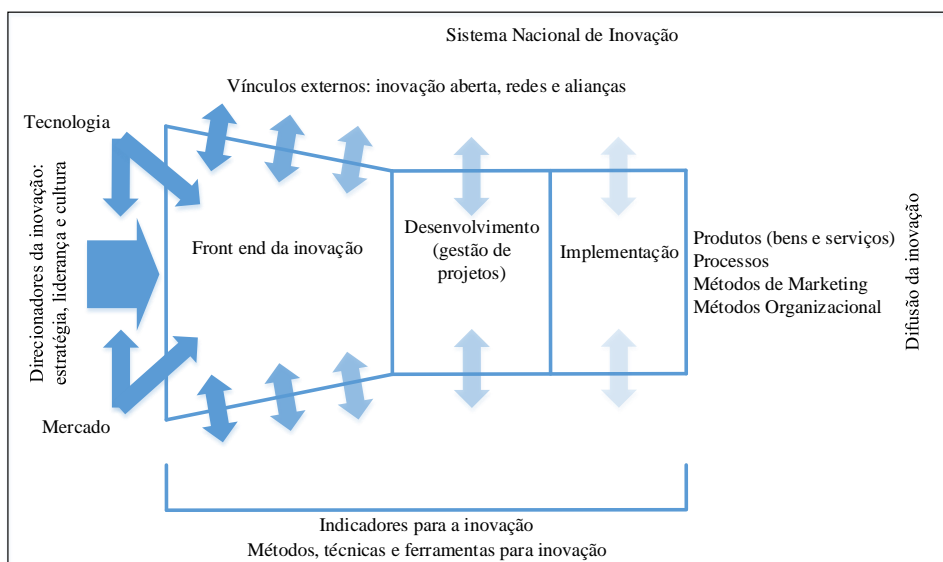 Sistema Nacional de Inovação
Vínculos externos: inovação aberta, redes e alianças
Tecnologia
Direcionadores da inovação:
estratégia, liderança e cultura
Mercado
Front end da inovação
Desenvolvimento
(gestão de
projetos)
Implementação
Produtos (bens e serviços)
Processos
Métodos de Marketing
Métodos Organizacional
Difusão da inovação
Indicadores para a inovação
Métodos, técnicas e ferramentas para inovação